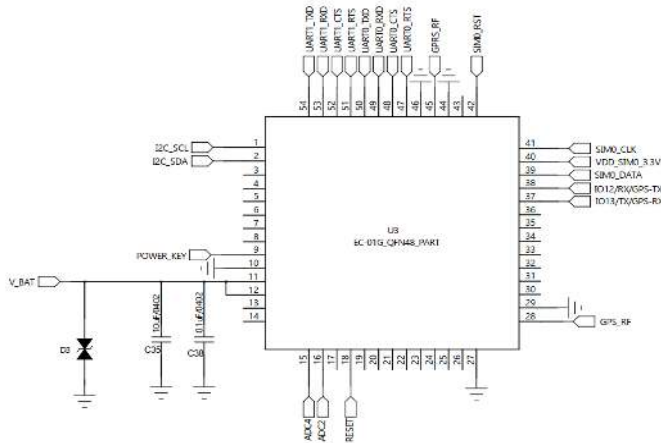 UART1_TXD
UART1_RXD
UART1_CTS
UART1_RTS
UART0_TXD
UART0_RXD
UART0_CTS
UART0_RTS
GPRS_RF
SIM0_RST
54
53
52
51
50
49
48
47
46
45
44
43
42
I2C_SCL
I2C_SDA
1
2
3
4
5
6
7
8
POWER_KEY
9
10
V_BAT
11
12
13
14
41
SIM0_CLK
40
VDD_SIM0_3.3V
39
SIM0_DATA
38
IO12/RX/GPS-TX
37
IO13/TX/GPS-RX
36
35
34
33
32
31
30
29
28
GPS_RF
U3
EC-01G_QFN48_PART
10uF/0402
0.1uF/0402
D3
C35
C38
15
16
17
18
19
20
21
22
23
24
25
26
27
ADC4
ADC2
RESET